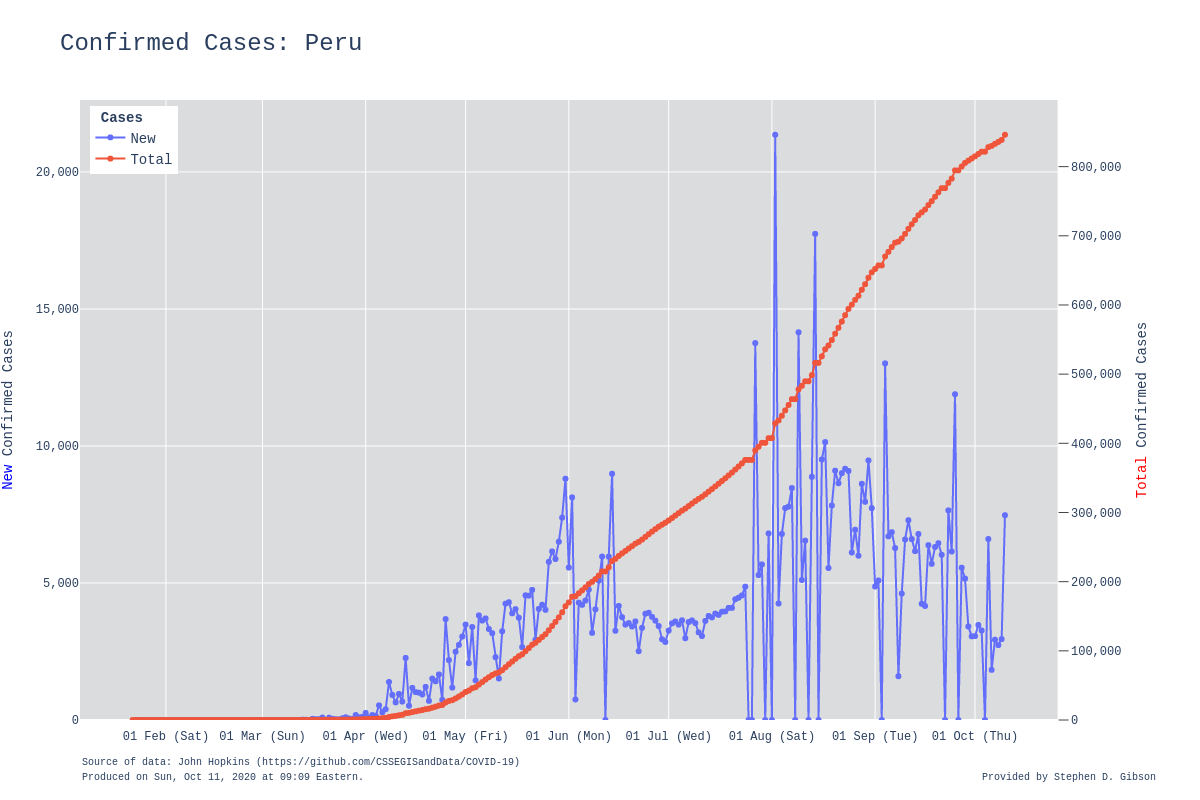 Confirmed Cases: Peru
Cases
New
Total
20,000
15,000
10,000
5,000
0
New Confirmed Cases
800,000
700,000
600,000
500,000
400,000
300,000
200,000
100,000
0
Total Confirmed Cases
01 Feb (Sat) 01 Mar (Sun) 01 Apr (Wed) 01 May (Fri) 01 Jun (Mon) 01 Jul (Wed) 01 Aug (Sat) 01 Sep (Tue) 01 Oct (Thu)
Source of data: John Hopkins (https://github.com/CSSEGISandData/COVID-19)
Produced on Sun, Oct 11, 2020 at 09:09 Eastern.
Provided by Stephen D. Gibson